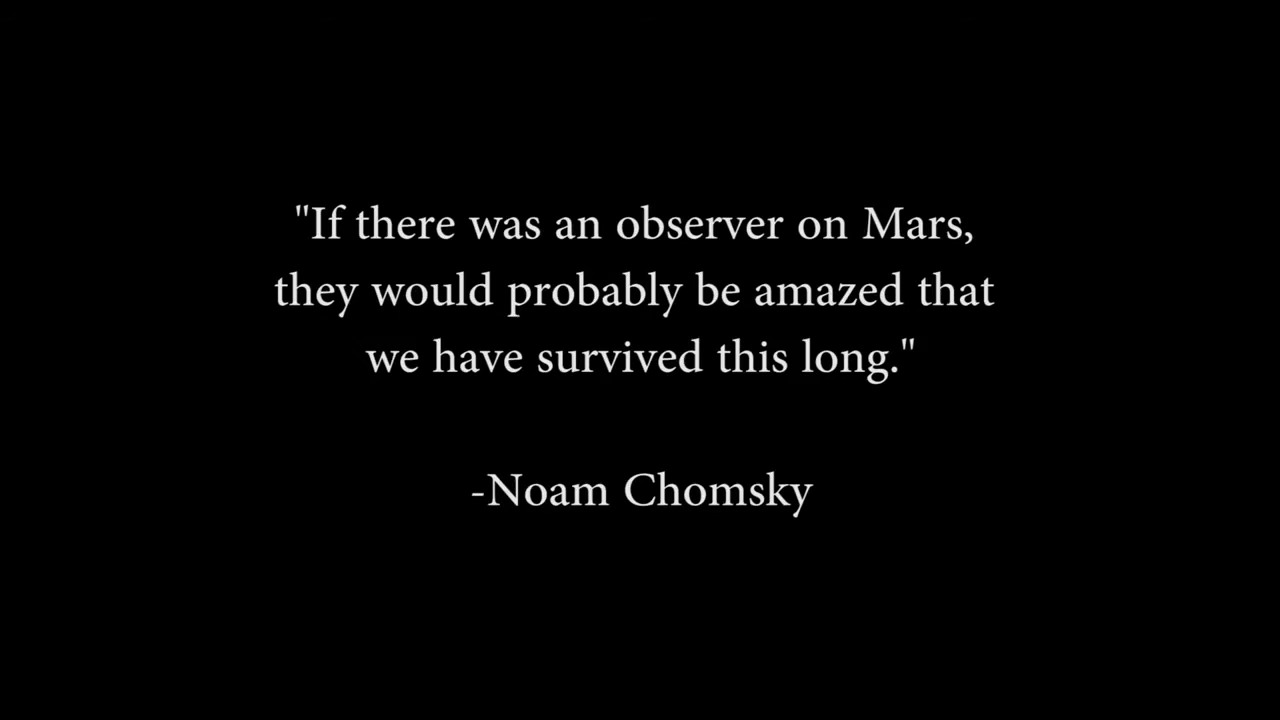 "If there was an observer on Mars,
they would probably be amazed that
we have survived this long."
-Noam Chomsky